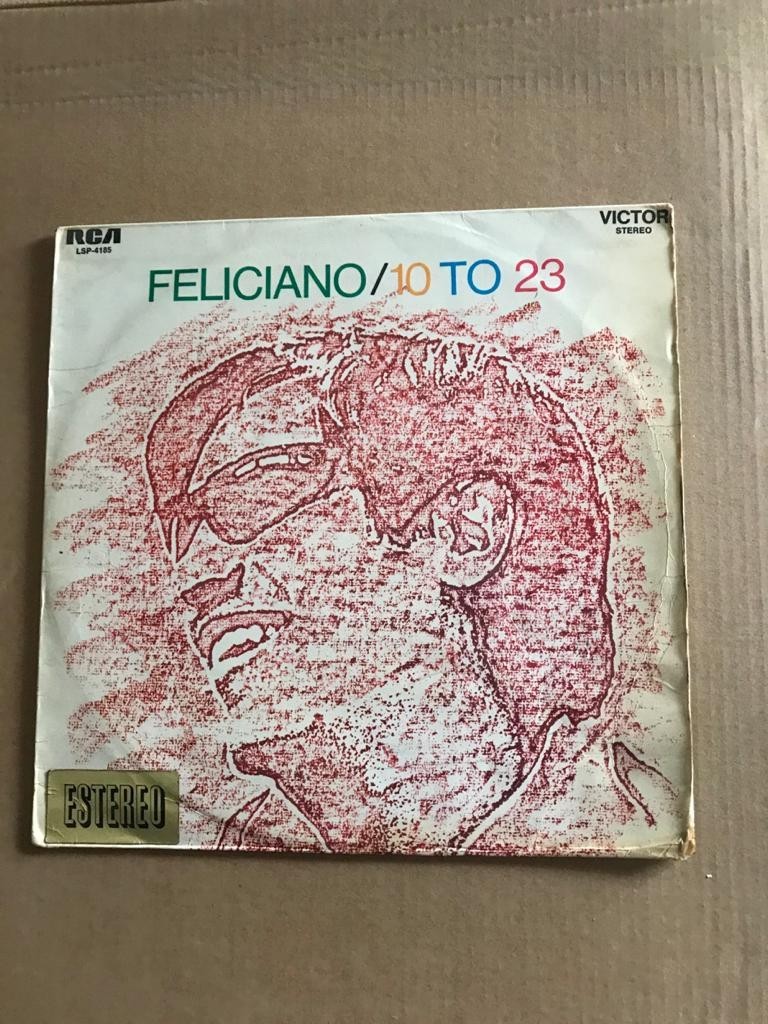 RCA
LSP-4185
VICTOR
STEREO
FELICIANO/10 TO 23
ESTEREO